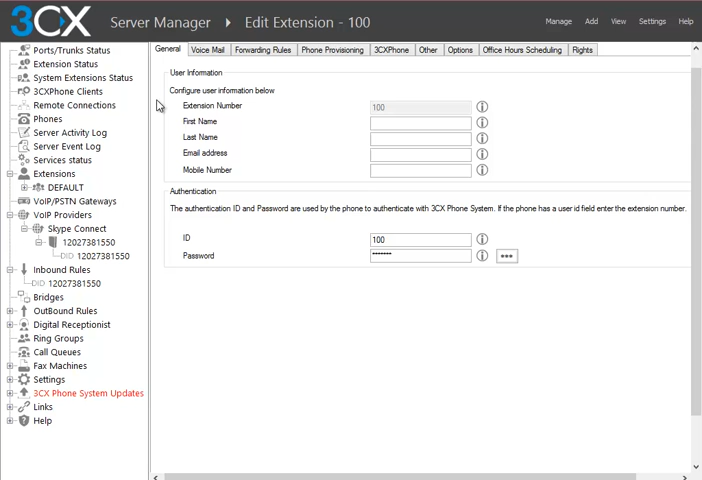 3CX
Server Manager
Edit Extension - 100
Manage
Add
View
Settings
Help
Ports/Trunks Status
Extension Status
System Extensions Status
3CXPhone Clients
Remote Connections
Phones
Server Activity Log
Server Event Log
Services status
Extensions
DEFAULT
VoIP/PSTN Gateways
VoIP Providers
Skype Connect
12027381550
DID 12027381550
Inbound Rules
DID 12027381550
Bridges
OutBound Rules
Digital Receptionist
Ring Groups
Call Queues
Fax Machines
Settings
3CX Phone System Updates
Links
Help
General
Voice Mail
Forwarding Rules
Phone Provisioning
3CXPhone
Other
Options
Office Hours Scheduling
Rights
User Information
Configure user information below
Extension Number
100
First Name
Last Name
Email address
Mobile Number
Authentication
The authentication ID and Password are used by the phone to authenticate with 3CX Phone System. If the phone has a user id field enter the extension number.
ID
100
Password
*******